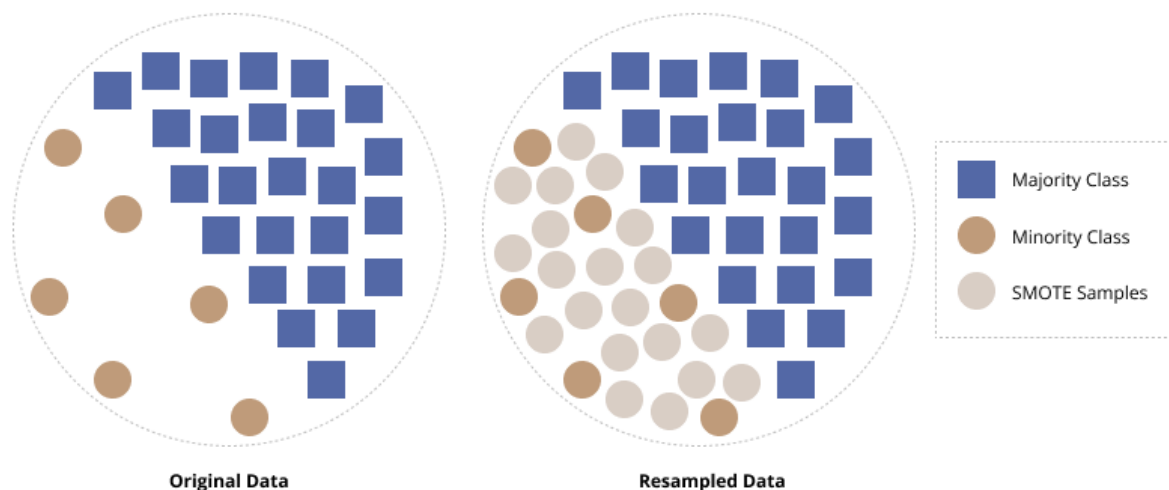 Majority Class
Minority Class
SMOTE Samples
Original Data
Resampled Data